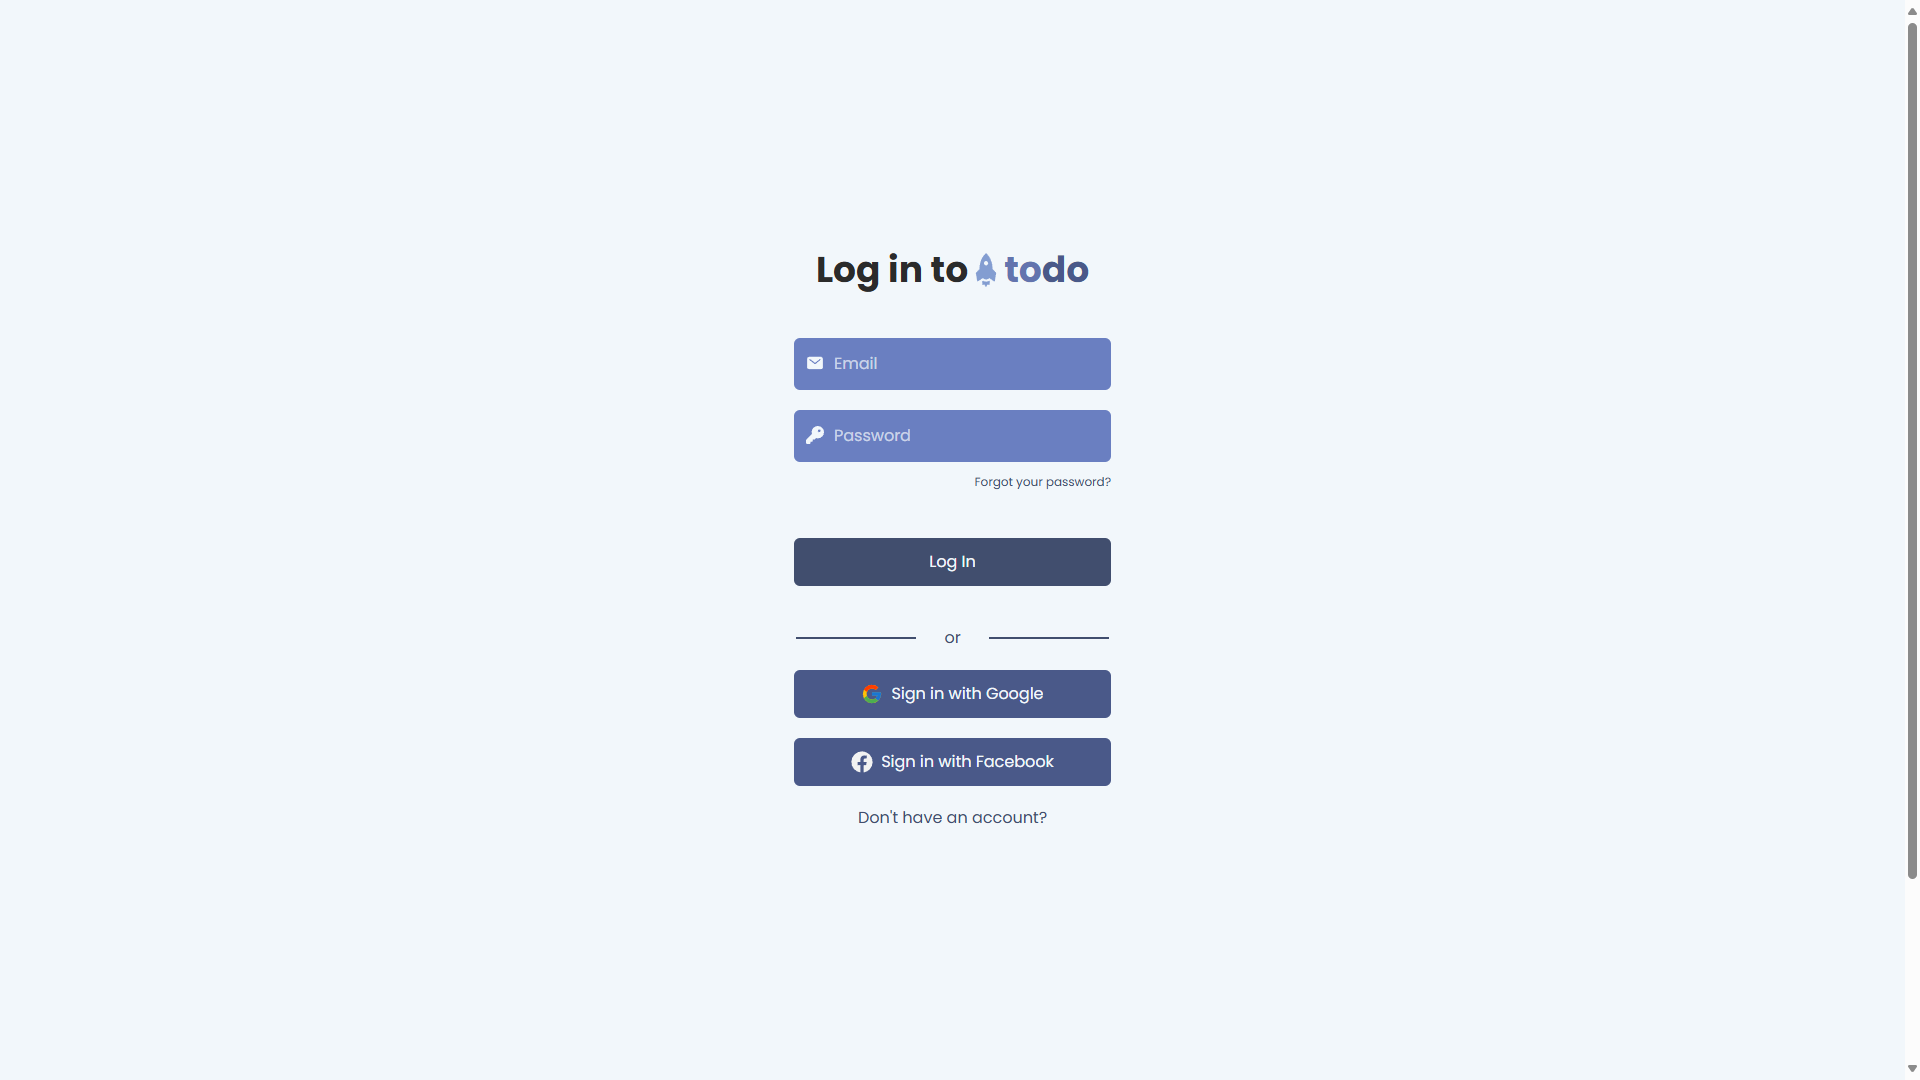 Log in to todo
Email
Password
Forgot your password?
Log In
or
Sign in with Google
Sign in with Facebook
Don't have an account?